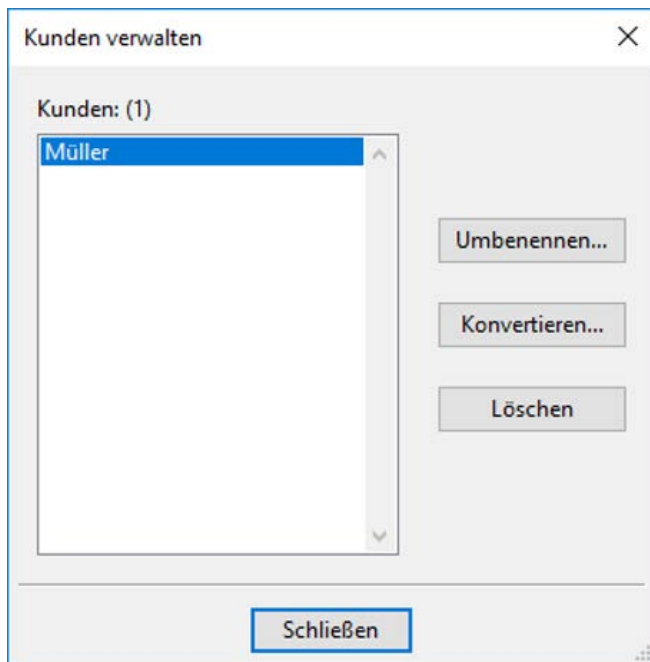 Kunden verwalten
Kunden: (1)
Müller
Umbenennen...
Konvertieren...
Löschen
Schließen